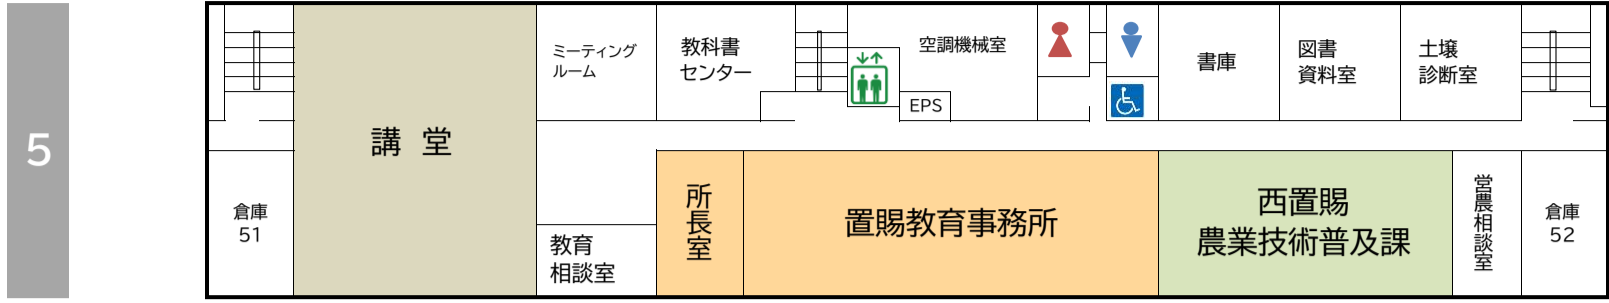 5
講 堂
ミーティング
ルーム
教科書
センター
空調機械室
EPS
書庫
図書
資料室
土壌
診断室
倉庫
51
教育
相談室
所長室
置賜教育事務所
西置賜
農業技術普及課
営農相談室
倉庫
52